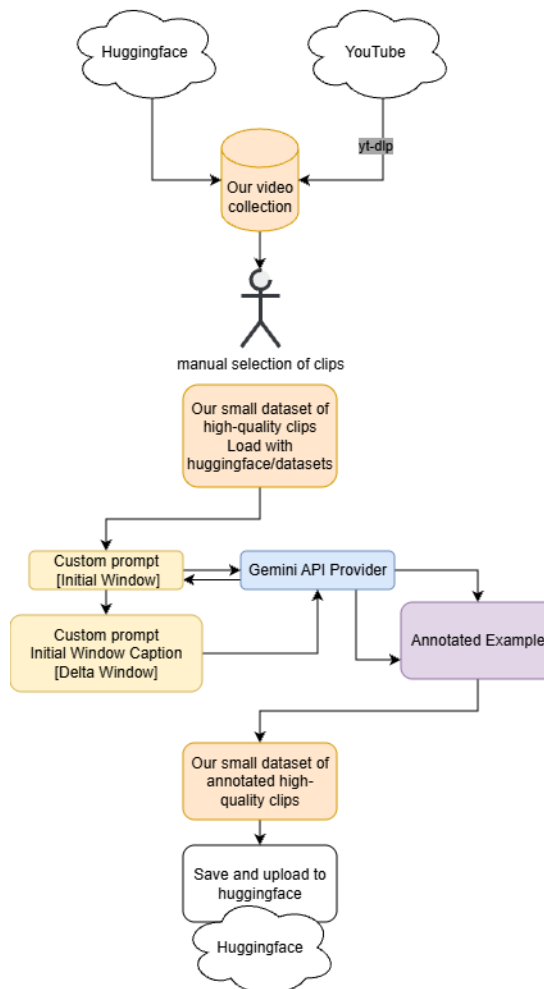 Huggingface
YouTube
yt-dlp
Our video
collection
manual selection of clips
Our small dataset of
high-quality clips
Load with
huggingface/datasets
Custom prompt
[Initial Window]
Gemini API Provider
Custom prompt
Initial Window Caption
[Delta Window]
Annotated Example
Our small dataset of
annotated high-
quality clips
Save and upload to
huggingface
Huggingface